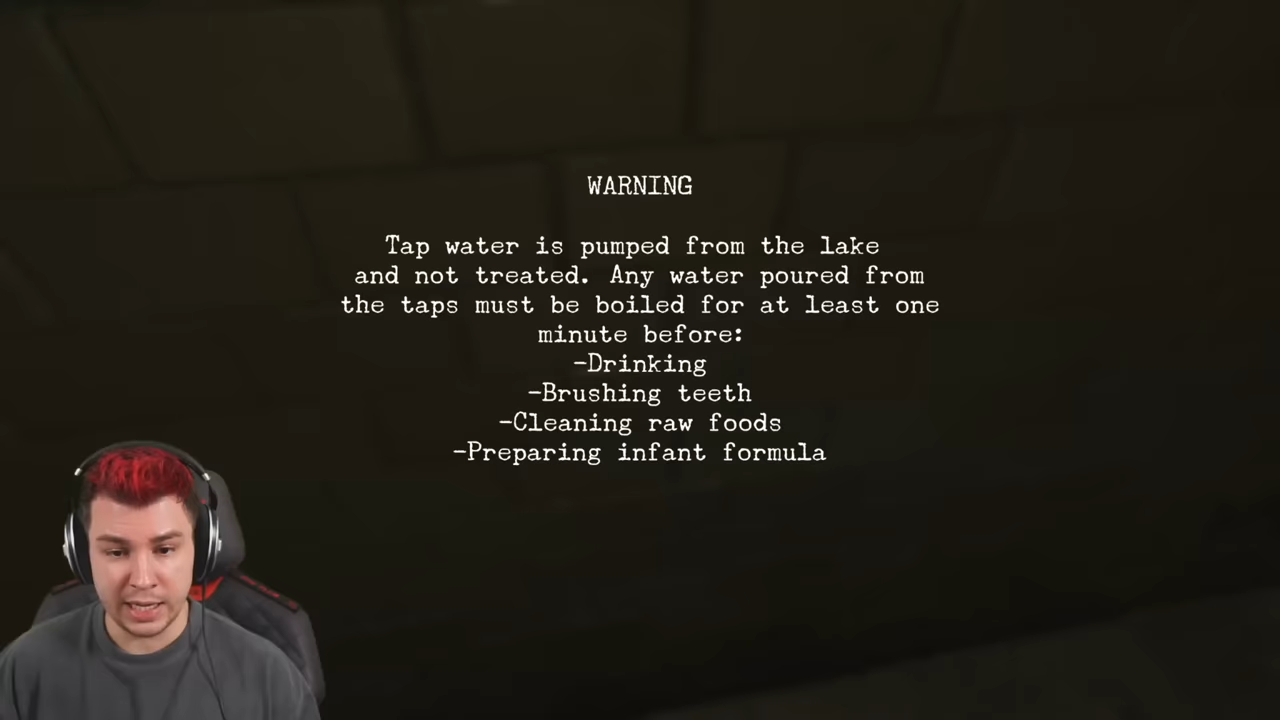 WARNING
Tap water is pumped from the lake
and not treated. Any water poured from
the taps must be boiled for at least one
minute before:
-Drinking
-Brushing teeth
-Cleaning raw foods
-Preparing infant formula